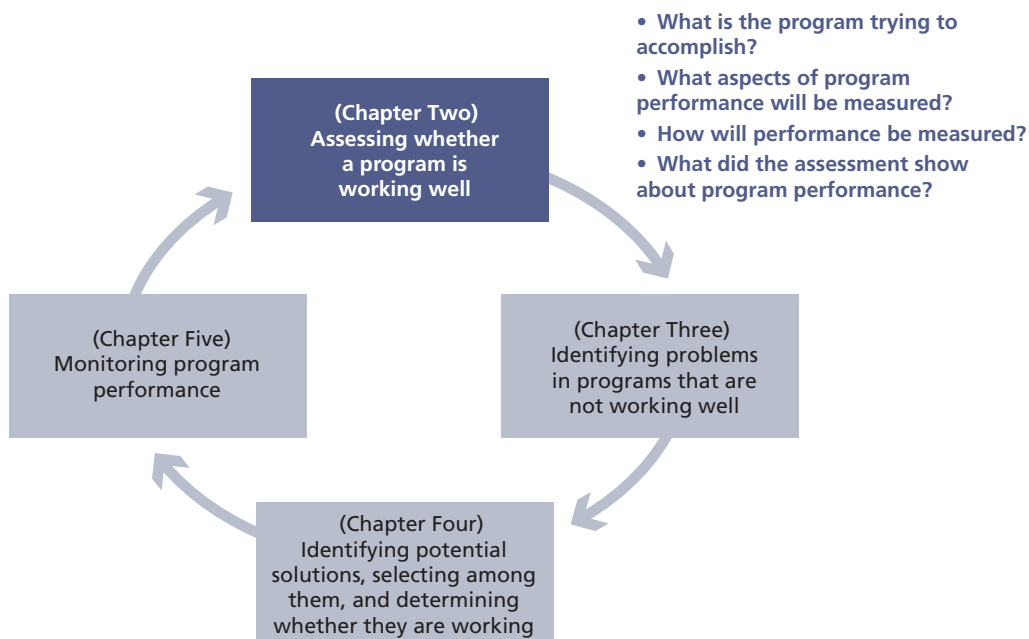 • What is the program trying to
accomplish?
• What aspects of program
performance will be measured?
• How will performance be measured?
• What did the assessment show
about program performance?
(Chapter Two)
Assessing whether
a program is
working well
(Chapter Three)
Identifying problems
in programs that are
not working well
(Chapter Four)
Identifying potential
solutions, selecting among
them, and determining
whether they are working
(Chapter Five)
Monitoring program
performance